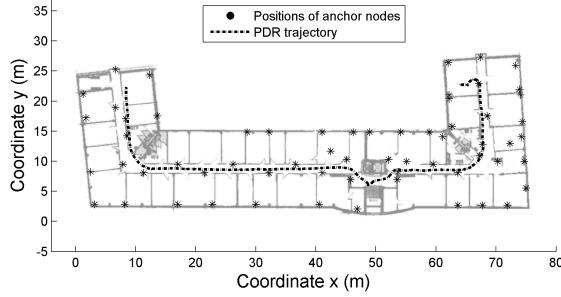 35
30
25
20
15
10
5
0
-5
Coordinate y (m)
Positions of anchor nodes
PDR trajectory
0 10 20 30 40 50 60 70 80
Coordinate x (m)